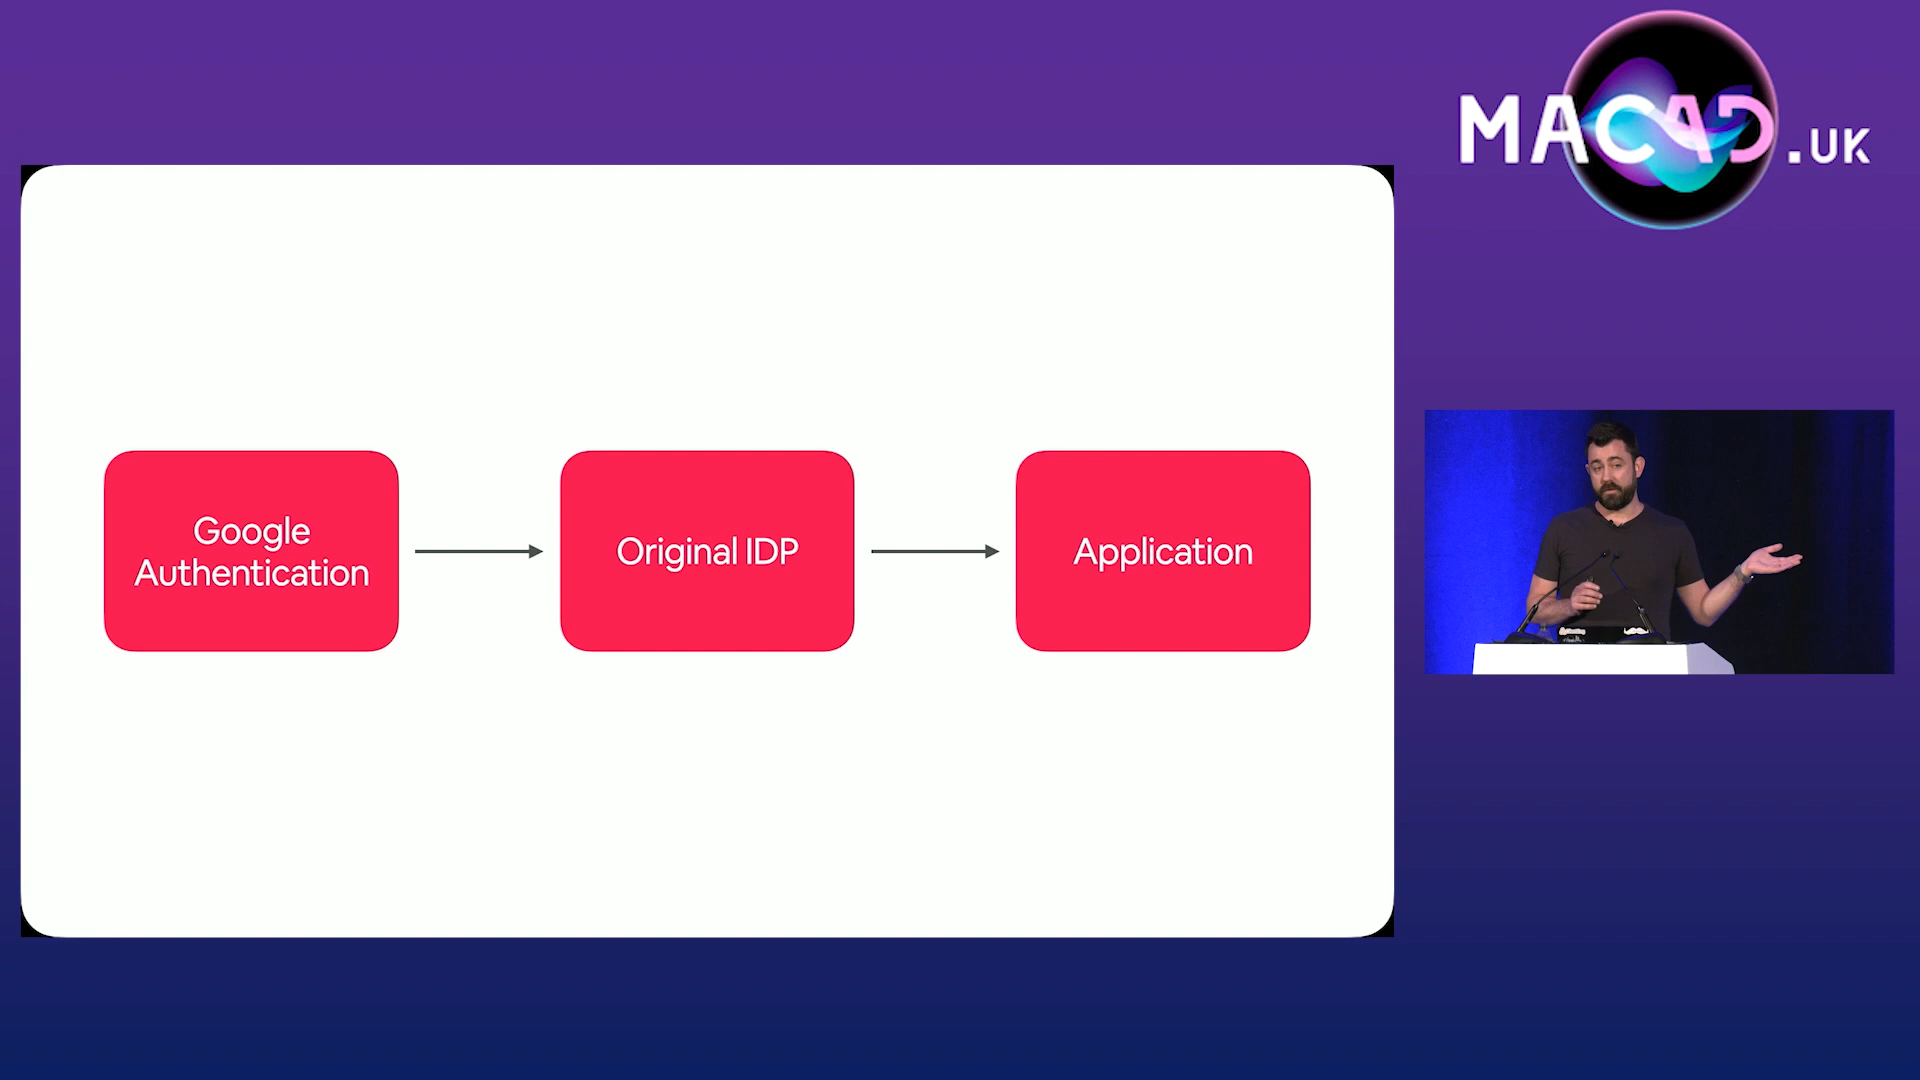 MACAD.UK
Google
Authentication
Original IDP
Application